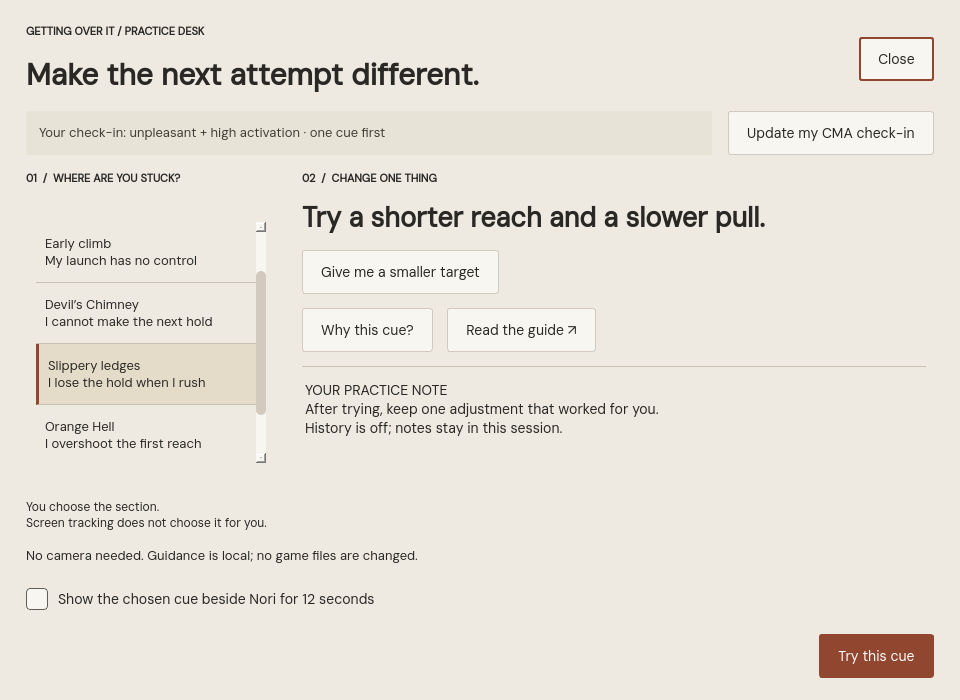 GETTING OVER IT / PRACTICE DESK
Make the next attempt different.
Close
Your check-in: unpleasant + high activation · one cue first
Update my CMA check-in
01 / WHERE ARE YOU STUCK?
Early climb
My launch has no control
Devil's Chimney
I cannot make the next hold
Slippery ledges
I lose the hold when I rush
Orange Hell
I overshoot the first reach
You choose the section.
Screen tracking does not choose it for you.
02 / CHANGE ONE THING
Try a shorter reach and a slower pull.
Give me a smaller target
Why this cue?
Read the guide ↗
YOUR PRACTICE NOTE
After trying, keep one adjustment that worked for you.
History is off; notes stay in this session.
No camera needed. Guidance is local; no game files are changed.
Show the chosen cue beside Nori for 12 seconds
Try this cue